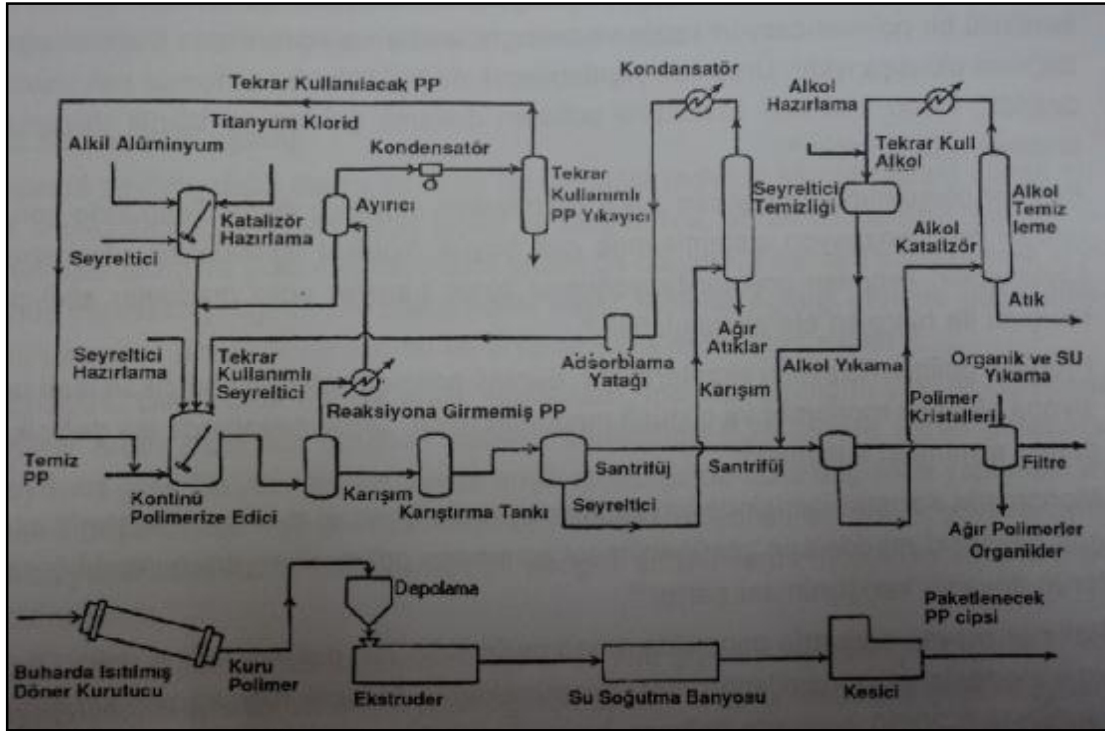 Tekrar Kullanılacak PP
Titanyum Klorid
Alkil Alûminyum
Katalizör
Hazırlama
Seyreltici
Kondensatör
Ayırıcı
Tekrar
Kullanımlı
PP Yıkayıcı
Kondansatör
Alkol
Hazırlama
Tekrar Kull
Alkol
Seyreltici
Temizliği
Alkol
Temiz
leme
Alkol
Katalizör
Atık
Ağır
Atıklar
Seyreltici
Hazırlama
Tekrar
Kullanımlı
Seyreltici
Adsorblama
Yatağı
Karışım
Alkol Yıkama
Organik ve SU
Yıkama
Polimer
Kristalleri
Reaksiyona Girmemiş PP
Temiz
PP
Kontinü
Polimerize Edici
Karışım
Karıştırma Tankı
Santrifüj
Seyreltici
Santrifüj
Filtre
Ağır Polimerler
Organikler
Depolama
Buharda Isıtılmış
Döner Kurutucu
Kuru
Polimer
Ekstruder
Su Soğutma Banyosu
Kesici
Paketlenecek
PP cipsi